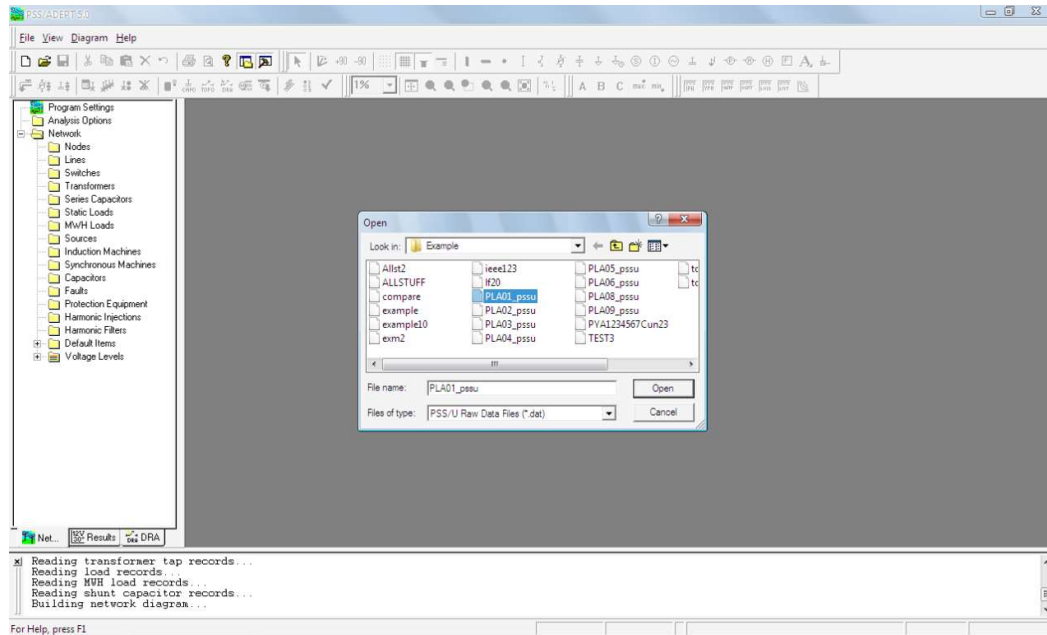 PSS/ADEPT 5.0
File View Diagram Help
+90 -90
1%
A B C
Program Settings
Analysis Options
Network
Nodes
Lines
Switches
Transformers
Series Capacitors
Static Loads
MWH Loads
Sources
Induction Machines
Synchronous Machines
Capacitors
Faults
Protection Equipment
Harmonic Injections
Harmonic Filters
Default Items
Voltage Levels
Net... Results DRA
Open
Look in: Example
Allst2
ALLSTUFF
compare
example
example10
exm2
ieee123
lf20
PLA01_pssu
PLA02_pssu
PLA03_pssu
PLA04_pssu
PLA05_pssu
PLA06_pssu
PLA08_pssu
PLA09_pssu
PYA1234567Cun23
TEST3
File name: PLA01_pssu Open
Files of type: PSS/U Raw Data Files (*.dat) Cancel
Reading transformer tap records...
Reading load records...
Reading MWH load records...
Reading shunt capacitor records...
Building network diagram...
For Help, press F1